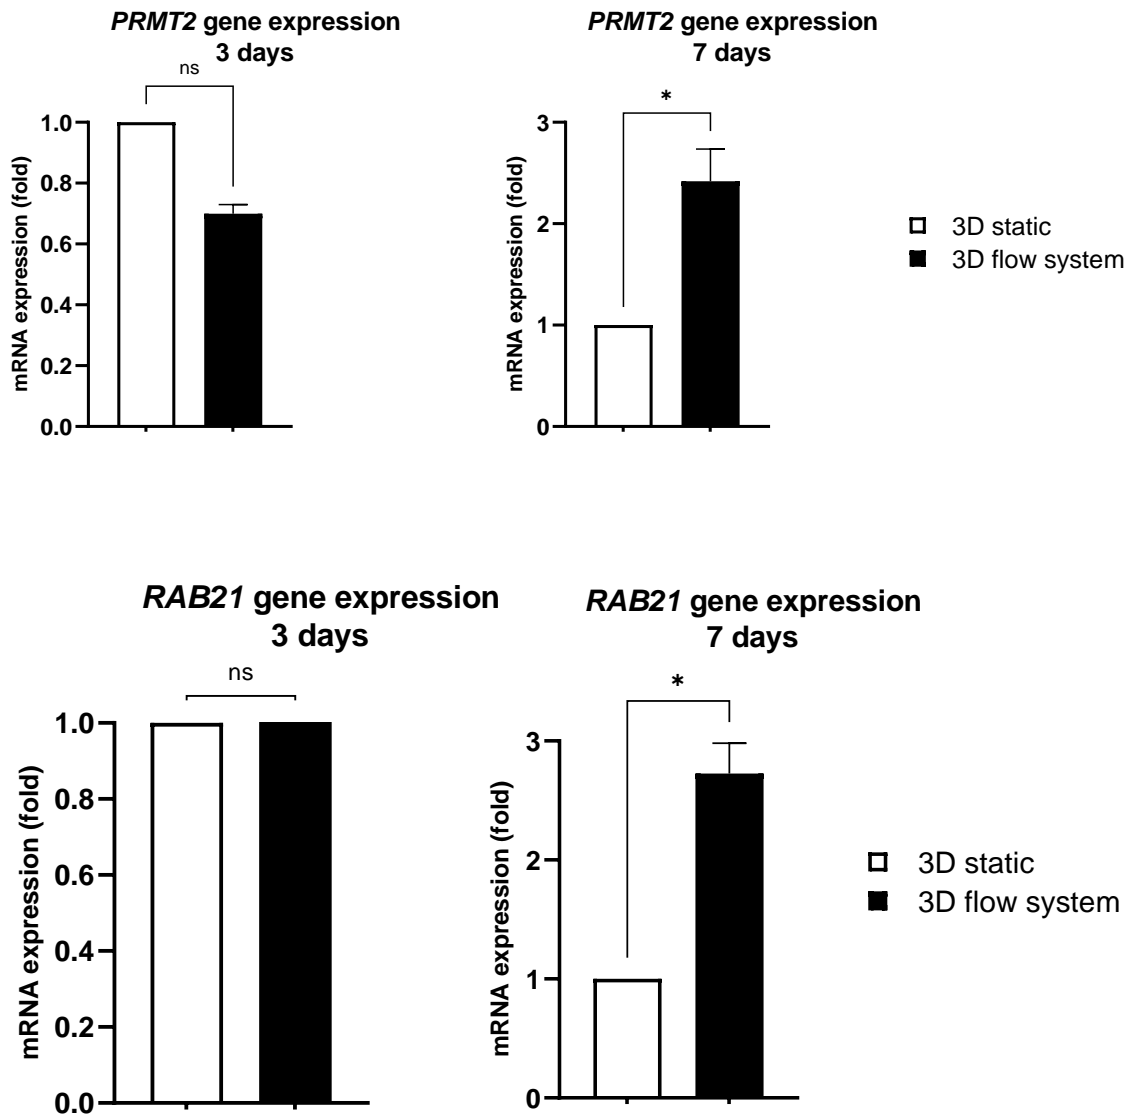 PRMT2 gene expression
3 days
ns
mRNA expression (fold)
1.0
0.8
0.6
0.4
0.2
0.0
PRMT2 gene expression
7 days
*
mRNA expression (fold)
3
2
1
0
3D static
3D flow system
RAB21 gene expression
3 days
ns
mRNA expression (fold)
1.0
0.8
0.6
0.4
0.2
0.0
RAB21 gene expression
7 days
*
mRNA expression (fold)
3
2
1
0
3D static
3D flow system